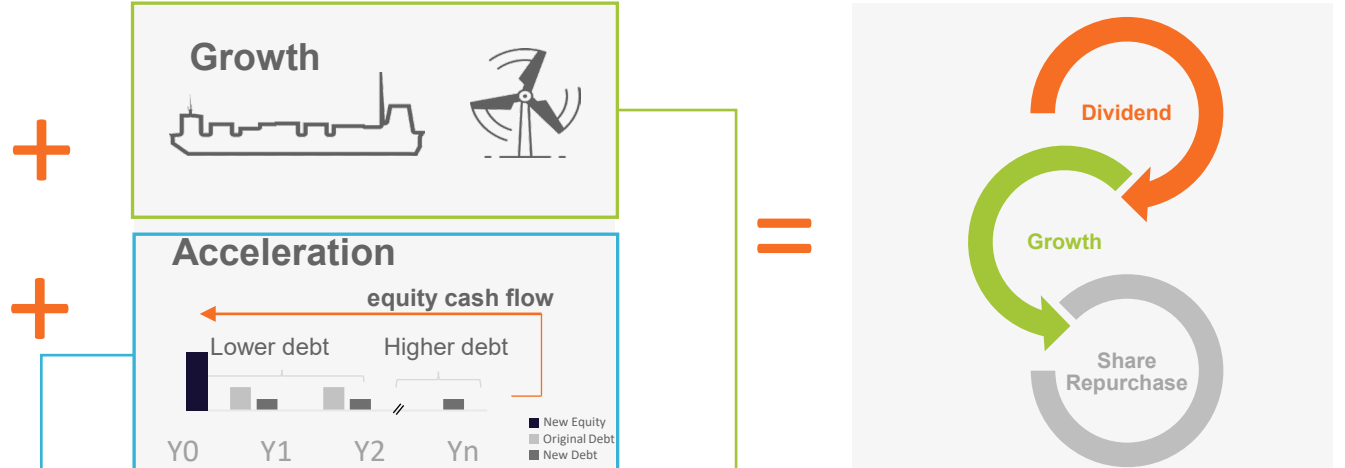 +
Growth
+
Acceleration
equity cash flow
Lower debt
Higher debt
New Equity
Original Debt
New Debt
Y0 Y1 Y2 Yn
=
Dividend
Growth
Share
Repurchase